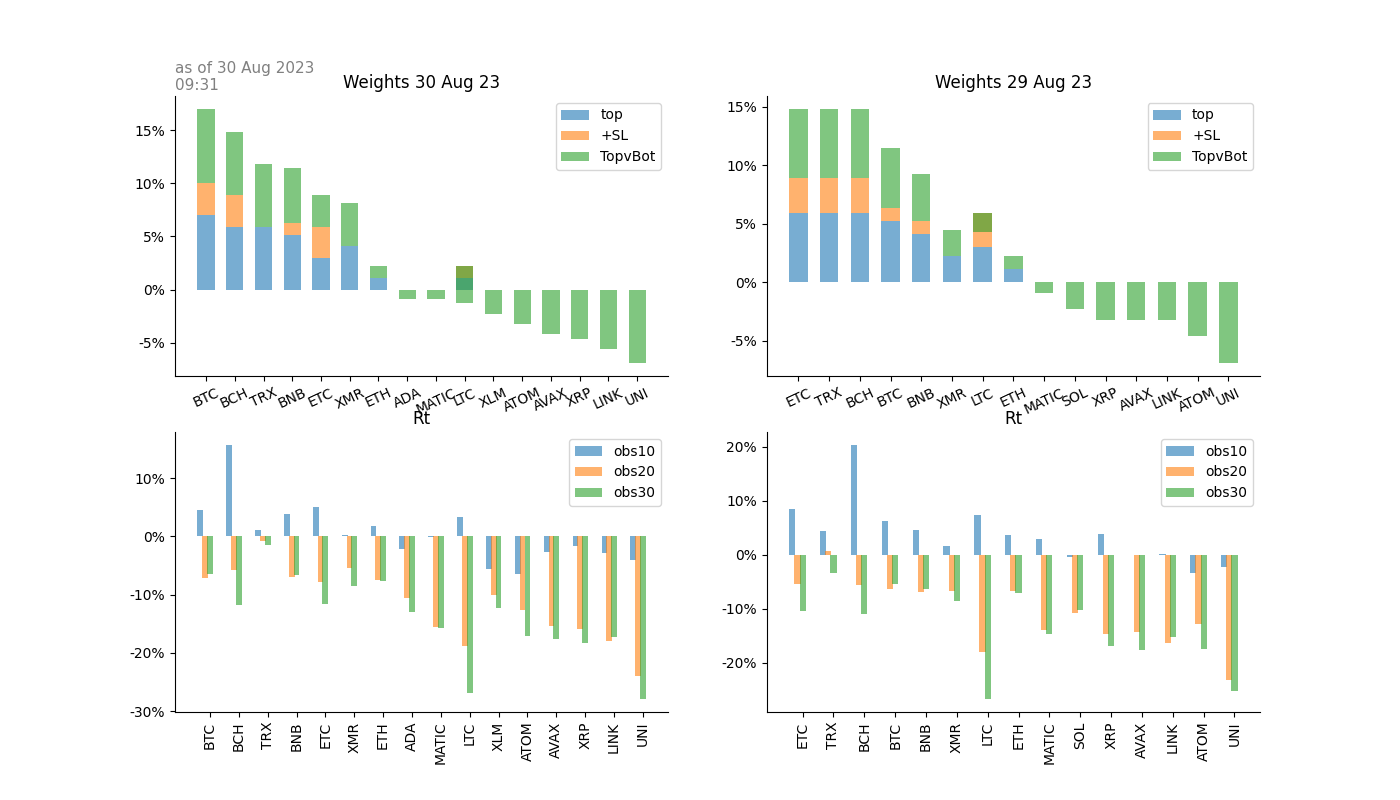 as of 30 Aug 2023
09:31
Weights 30 Aug 23
15%
10%
5%
0%
-5%
top
+SL
TopvBot
BTC BCH TRX BNB ETC XMR ETH ADA MATIC LTC XLM ATOM AVAX XRP LINK UNI
Weights 29 Aug 23
15%
10%
5%
0%
-5%
top
+SL
TopvBot
ETC TRX BCH BTC BNB XMR LTC ETH MATIC SOL XRP AVAX LINK ATOM UNI
Rt
10%
0%
-10%
-20%
-30%
obs10
obs20
obs30
BTC BCH TRX BNB ETC XMR ETH ADA MATIC LTC XLM ATOM AVAX XRP LINK UNI
Rt
20%
10%
0%
-10%
-20%
obs10
obs20
obs30
ETC TRX BCH BTC BNB XMR LTC ETH MATIC SOL XRP AVAX LINK ATOM UNI